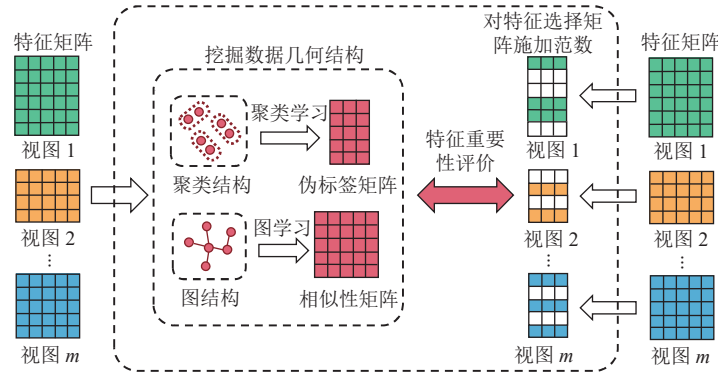 特征矩阵
视图 1
视图 2
⋮
视图 m
挖掘数据几何结构
聚类学习
聚类结构
伪标签矩阵
图学习
图结构
相似性矩阵
特征重要
性评价
对特征选择矩
阵施加范数
视图 1
视图 2
⋮
视图 m
特征矩阵
视图 1
视图 2
⋮
视图 m